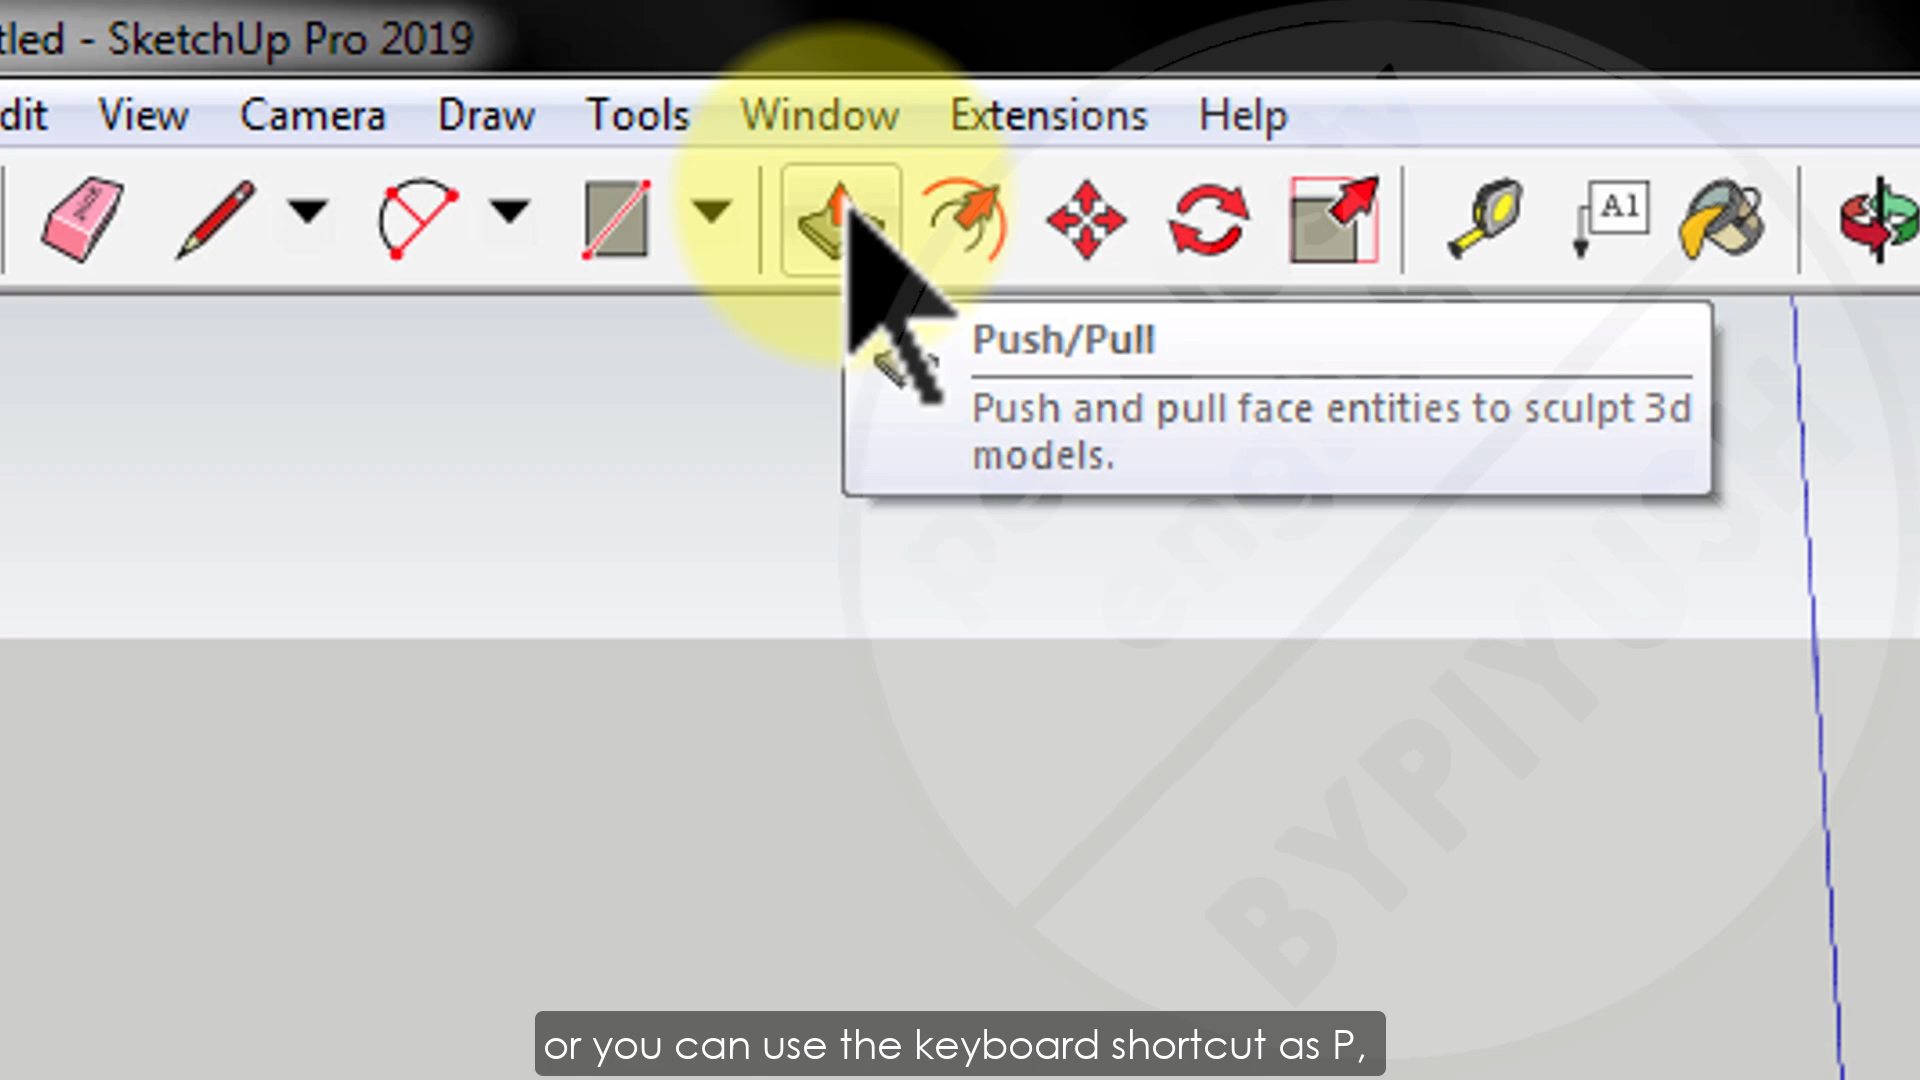 tled - SketchUp Pro 2019
dit View Camera Draw Tools Window Extensions Help
A1
Push/Pull
Push and pull face entities to sculpt 3d
models.
BYPIYUSH
or you can use the keyboard shortcut as P,